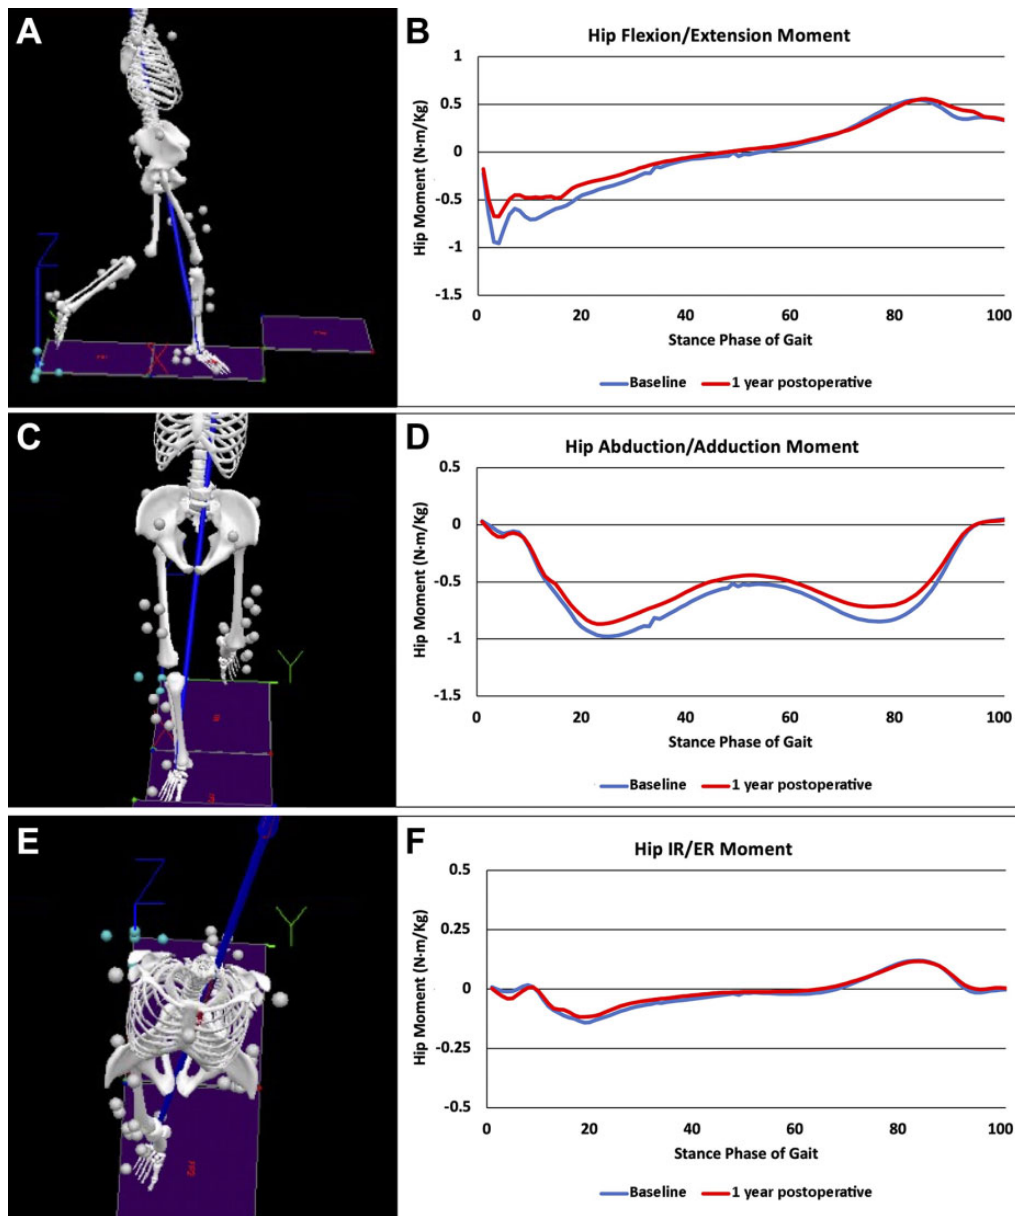 A
Z
X
B
Hip Flexion/Extension Moment
Hip Moment (N·m/Kg)
1
0.5
0
-0.5
-1
-1.5
0
20
40
60
80
100
Stance Phase of Gait
Baseline
1 year postoperative
C
Y
D
Hip Abduction/Adduction Moment
Hip Moment (N·m/Kg)
0.5
0
-0.5
-1
-1.5
0
20
40
60
80
100
Stance Phase of Gait
Baseline
1 year postoperative
E
Z
Y
F
Hip IR/ER Moment
Hip Moment (N·m/Kg)
0.5
0.25
0
-0.25
-0.5
0
20
40
60
80
100
Stance Phase of Gait
Baseline
1 year postoperative